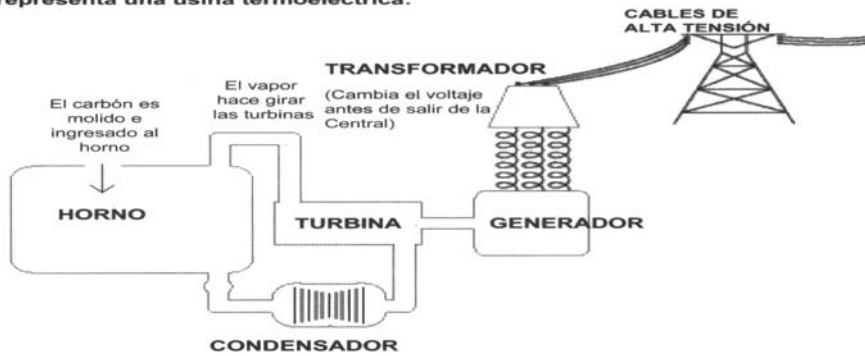 representa una usina termoeléctrica.
CABLES DE
ALTA TENSIÓN
TRANSFORMADOR
(Cambia el voltaje
antes de salir de la
Central)
El vapor
hace girar
las turbinas
El carbón es
molido e
ingresado al
horno
HORNO
TURBINA
GENERADOR
CONDENSADOR